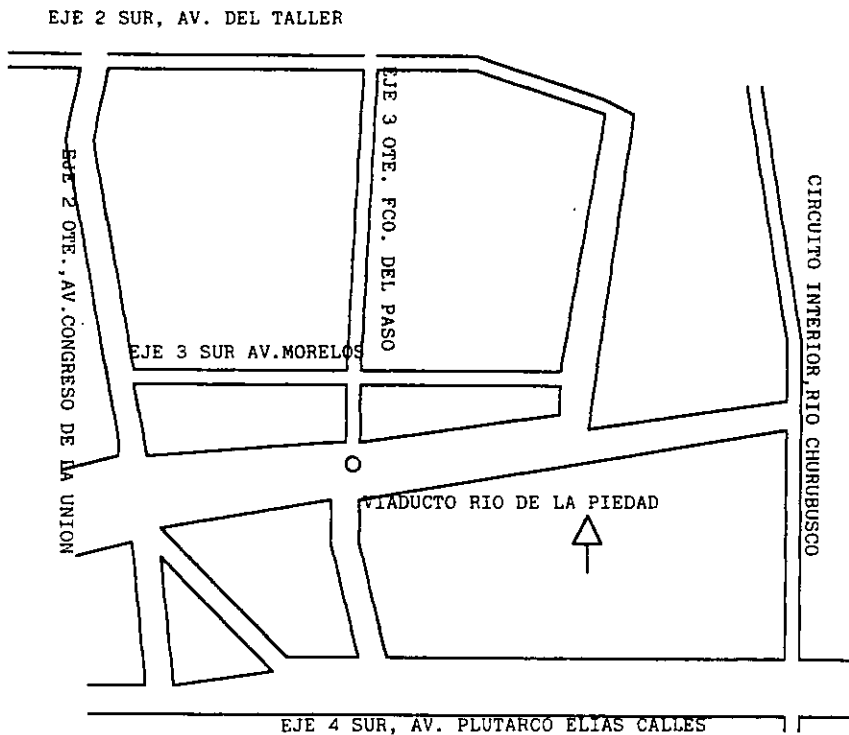 EJE 2 SUR, AV. DEL TALLER
EJE 3 OTE. FCO. DEL PASO
EJE 2 OTE.,AV.CONGRESO DE LA UNION
CIRCUITO INTERIOR,RIO CHURUBUSCO
EJE 3 SUR AV.MORELOS
VIADUCTO RIO DE LA PIEDAD
EJE 4 SUR, AV. PLUTARCO ELIAS CALLES